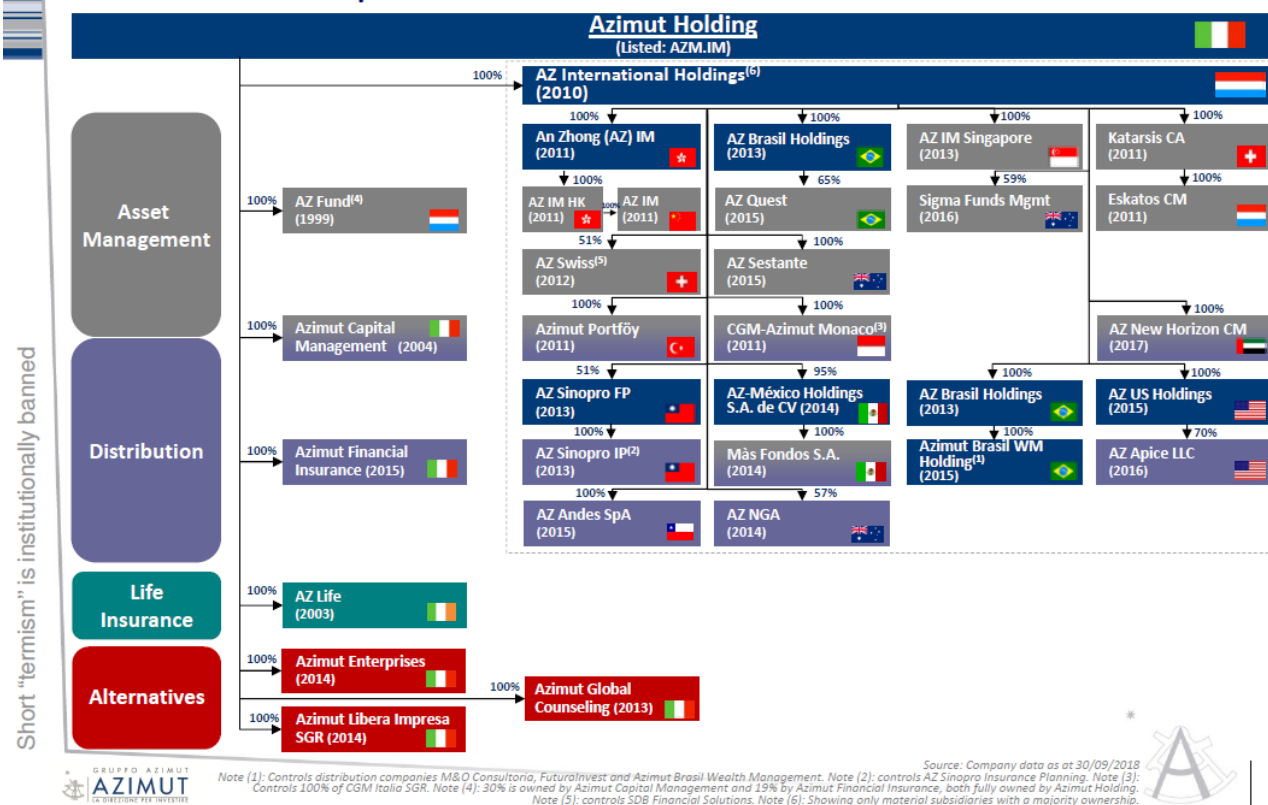 Azimut Holding
(Listed: AZM.IM)
100%
AZ International Holdings(6)
(2010)
Asset
Management
Distribution
Life
Insurance
Alternatives
100%
AZ Fund(4)
(1999)
100%
Azimut Capital
Management (2004)
100%
Azimut Financial
Insurance (2015)
100%
AZ Life
(2003)
100%
Azimut Enterprises
(2014)
100%
Azimut Global
Counseling (2013)
100%
Azimut Libera Impresa
SGR (2014)
100%
An Zhong (AZ) IM
(2011)
100%
AZ IM HK
(2011)
100%
AZ IM
(2011)
51%
AZ Swiss(5)
(2012)
100%
Azimut Portföy
(2011)
51%
AZ Sinopro FP
(2013)
100%
AZ Sinopro IP(2)
(2013)
100%
AZ Andes SpA
(2015)
100%
AZ Brasil Holdings
(2013)
65%
AZ Quest
(2015)
100%
AZ Sestante
(2015)
100%
CGM-Azimut Monaco(3)
(2011)
95%
AZ-México Holdings
S.A. de CV (2014)
100%
Màs Fondos S.A.
(2014)
57%
AZ NGA
(2014)
100%
AZ IM Singapore
(2013)
59%
Sigma Funds Mgmt
(2016)
100%
AZ Brasil Holdings
(2013)
100%
Azimut Brasil WM
Holding(1)
(2015)
100%
Katarsis CA
(2011)
100%
Eskatos CM
(2011)
100%
AZ New Horizon CM
(2017)
100%
AZ US Holdings
(2015)
70%
AZ Apice LLC
(2016)
Short "termism" is institutionally banned
GRUPPO AZIMUT
AZIMUT
LA DIREZIONE PER INVESTIRE
Source: Company data as at 30/09/2018
Note (1): Controls distribution companies M&O Consultoria, FuturaInvest and Azimut Brasil Wealth Management. Note (2): controls AZ Sinopro Insurance Planning. Note (3):
Controls 100% of CGM Italia SGR. Note (4): 30% is owned by Azimut Capital Management and 19% by Azimut Financial Insurance, both fully owned by Azimut Holding.
Note (5): controls SDB Financial Solutions. Note (6): Showing only material subsidiaries with a majority ownership.